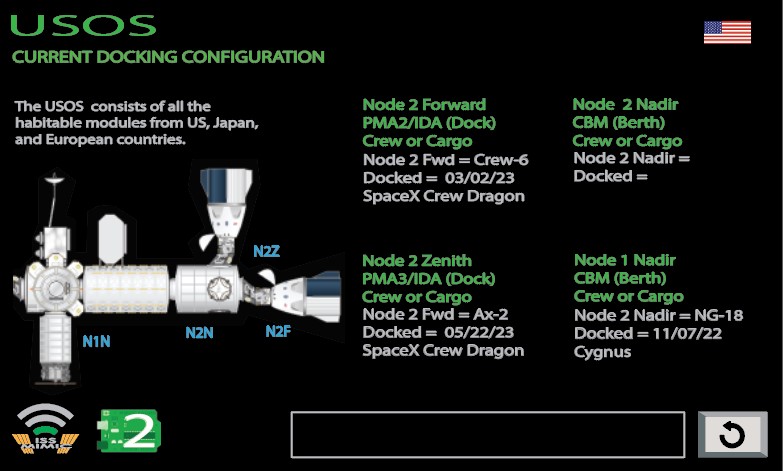 USOS
CURRENT DOCKING CONFIGURATION
The USOS consists of all the
habitable modules from US, Japan,
and European countries.
Node 2 Forward
PMA2/IDA (Dock)
Crew or Cargo
Node 2 Fwd = Crew-6
Docked = 03/02/23
SpaceX Crew Dragon
Node 2 Nadir
CBM (Berth)
Crew or Cargo
Node 2 Nadir =
Docked =
Node 2 Zenith
PMA3/IDA (Dock)
Crew or Cargo
Node 2 Fwd = Ax-2
Docked = 05/22/23
SpaceX Crew Dragon
Node 1 Nadir
CBM (Berth)
Crew or Cargo
Node 2 Nadir = NG-18
Docked = 11/07/22
Cygnus
N2Z
N1N
N2N
N2F
ISS
MIMIC
2